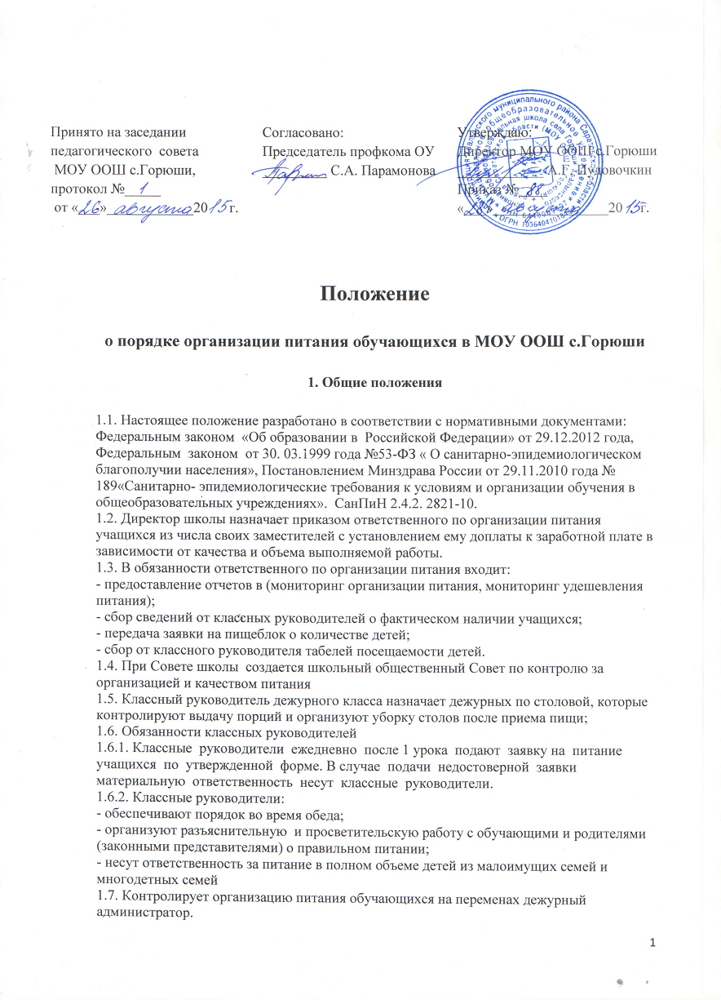 Принято на заседании
педагогического совета
МОУ ООШ с.Горюши,
протокол № 1
от «26» августа 2015г.
Согласовано:
Председатель профкома ОУ
С.А. Парамонова
Утверждаю:
Директор МОУ ООШ с.Горюши
А.Г. Пудовочкин
Приказ № 88
«28» августа 2015г.
Положение
о порядке организации питания обучающихся в МОУ ООШ с.Горюши
1. Общие положения
1.1. Настоящее положение разработано в соответствии с нормативными документами:
Федеральным законом «Об образовании в Российской Федерации» от 29.12.2012 года,
Федеральным законом от 30. 03.1999 года №53-ФЗ « О санитарно-эпидемиологическом
благополучии населения», Постановлением Минздрава России от 29.11.2010 года №
189«Санитарно- эпидемиологические требования к условиям и организации обучения в
общеобразовательных учреждениях». СанПиН 2.4.2. 2821-10.
1.2. Директор школы назначает приказом ответственного по организации питания
учащихся из числа своих заместителей с установлением ему доплаты к заработной плате в
зависимости от качества и объема выполняемой работы.
1.3. В обязанности ответственного по организации питания входит:
- предоставление отчетов в (мониторинг организации питания, мониторинг удешевления
питания);
- сбор сведений от классных руководителей о фактическом наличии учащихся;
- передача заявки на пищеблок о количестве детей;
- сбор от классного руководителя табелей посещаемости детей.
1.4. При Совете школы создается школьный общественный Совет по контролю за
организацией и качеством питания
1.5. Классный руководитель дежурного класса назначает дежурных по столовой, которые
контролируют выдачу порций и организуют уборку столов после приема пищи;
1.6. Обязанности классных руководителей
1.6.1. Классные руководители ежедневно после 1 урока подают заявку на питание
учащихся по утвержденной форме. В случае подачи недостоверной заявки
материальную ответственность несут классные руководители.
1.6.2. Классные руководители:
- обеспечивают порядок во время обеда;
- организуют разъяснительную и просветительскую работу с обучающими и родителями
(законными представителями) о правильном питании;
- несут ответственность за питание в полном объеме детей из малоимущих семей и
многодетных семей
1.7. Контролирует организацию питания обучающихся на переменах дежурный
администратор.
1